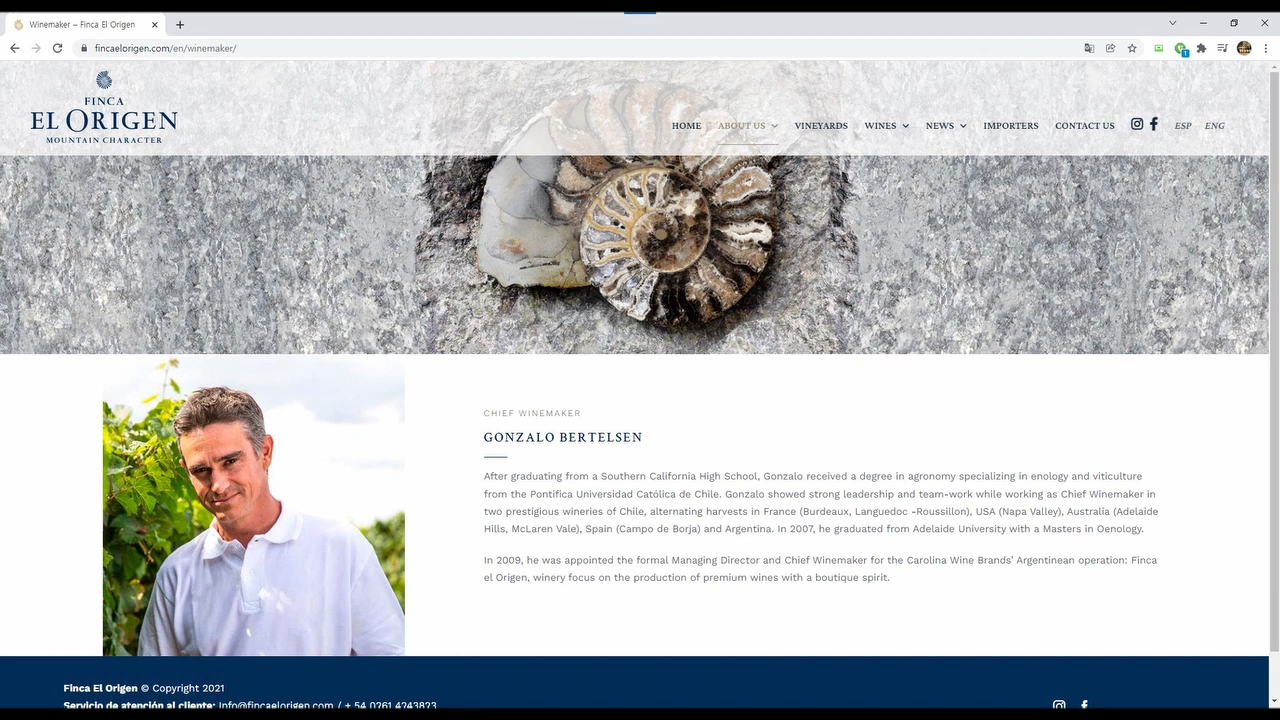 Winemaker – Finca El Origen
fincaelorigen.com/en/winemaker/
1
FINCA
EL ORIGEN
MOUNTAIN CHARACTER
HOME ABOUT US VINEYARDS WINES NEWS IMPORTERS CONTACT US ESP ENG
CHIEF WINEMAKER
GONZALO BERTELSEN
After graduating from a Southern California High School, Gonzalo received a degree in agronomy specializing in enology and viticulture
from the Pontifica Universidad Católica de Chile. Gonzalo showed strong leadership and team-work while working as Chief Winemaker in
two prestigious wineries of Chile, alternating harvests in France (Burdeaux, Languedoc -Roussillon), USA (Napa Valley), Australia (Adelaide
Hills, McLaren Vale), Spain (Campo de Borja) and Argentina. In 2007, he graduated from Adelaide University with a Masters in Oenology.
In 2009, he was appointed the formal Managing Director and Chief Winemaker for the Carolina Wine Brands' Argentinean operation: Finca
el Origen, winery focus on the production of premium wines with a boutique spirit.
Finca El Origen © Copyright 2021
Servicio de atención al cliente: Info@fincaelorigen.com / + 54 0261 4243823